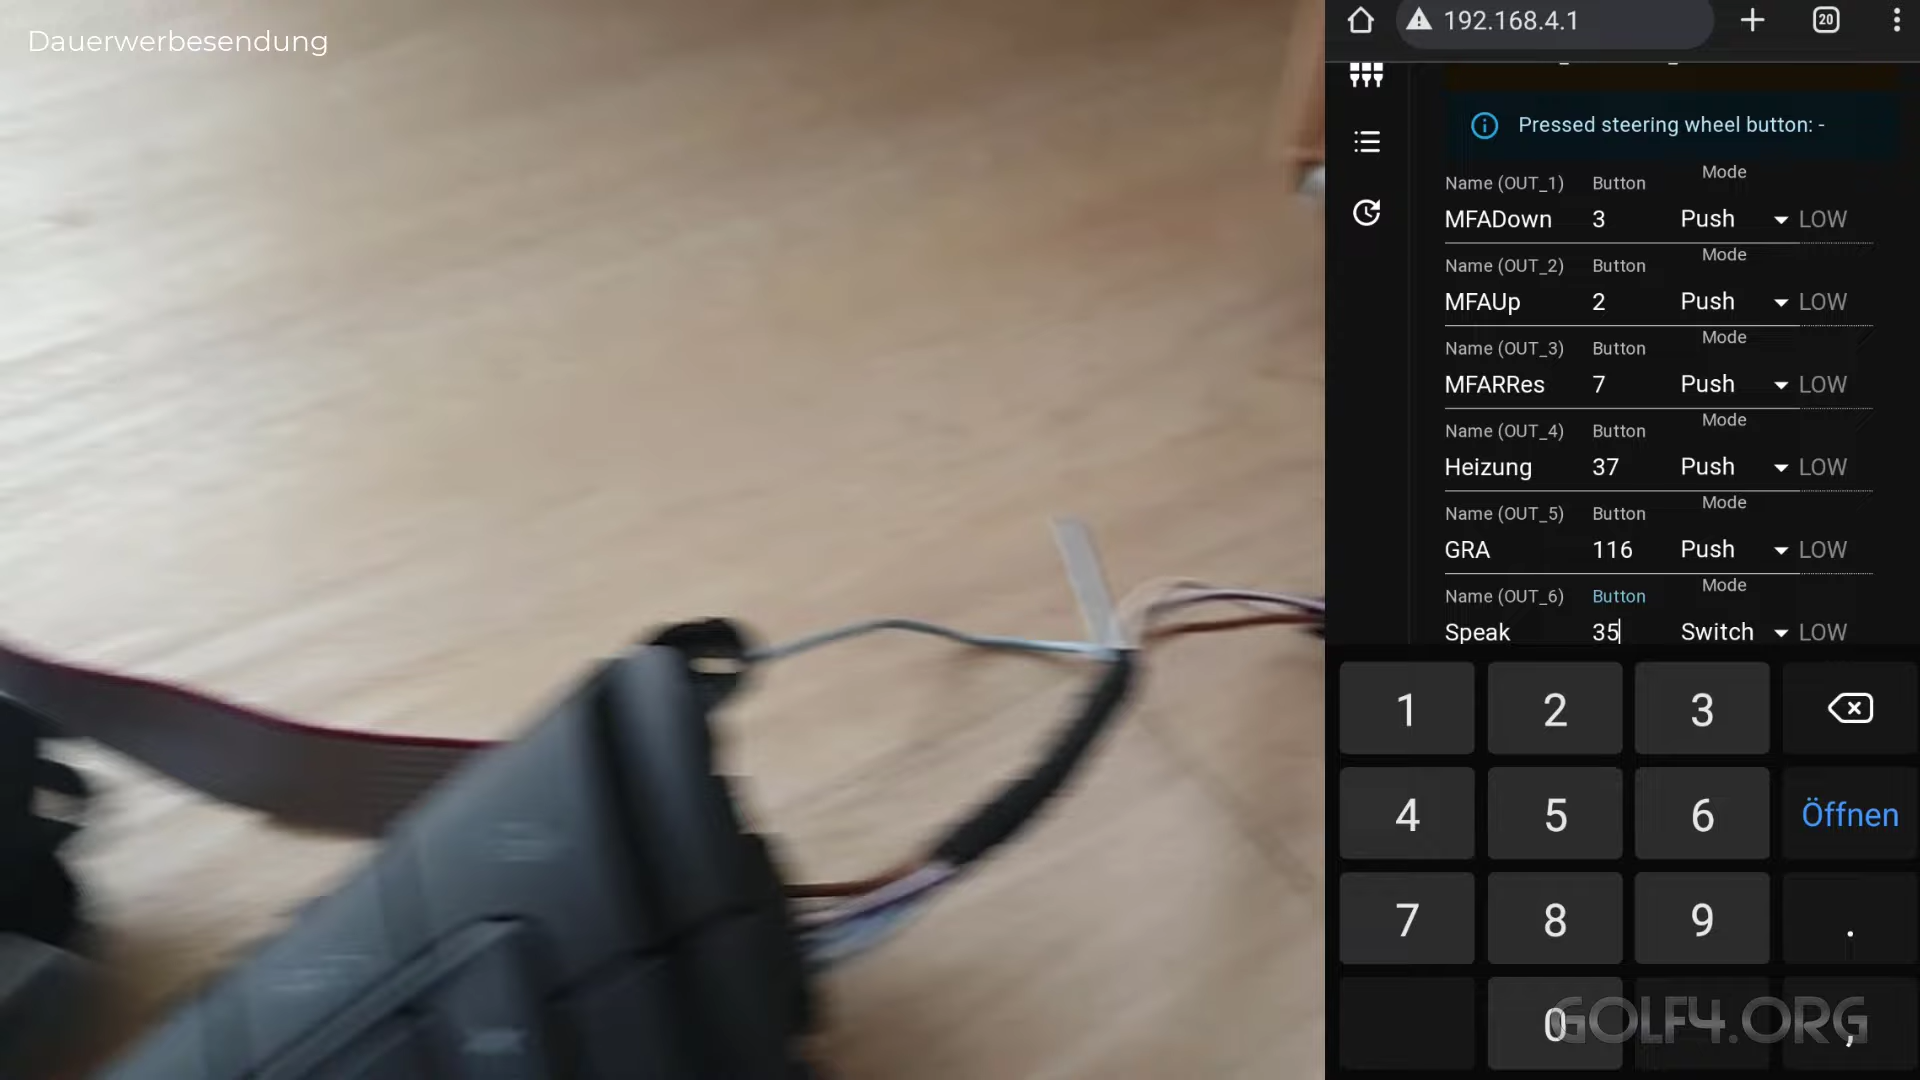 Dauerwerbesendung
192.168.4.1
20
Pressed steering wheel button: -
Mode
Name (OUT_1) Button
MFADown 3 Push LOW
Mode
Name (OUT_2) Button
MFAUp 2 Push LOW
Mode
Name (OUT_3) Button
MFARRes 7 Push LOW
Mode
Name (OUT_4) Button
Heizung 37 Push LOW
Mode
Name (OUT_5) Button
GRA 116 Push LOW
Mode
Name (OUT_6) Button
Speak 35 Switch LOW
1 2 3
4 5 6 Öffnen
7 8 9 .
0 ,
GOLF4.ORG